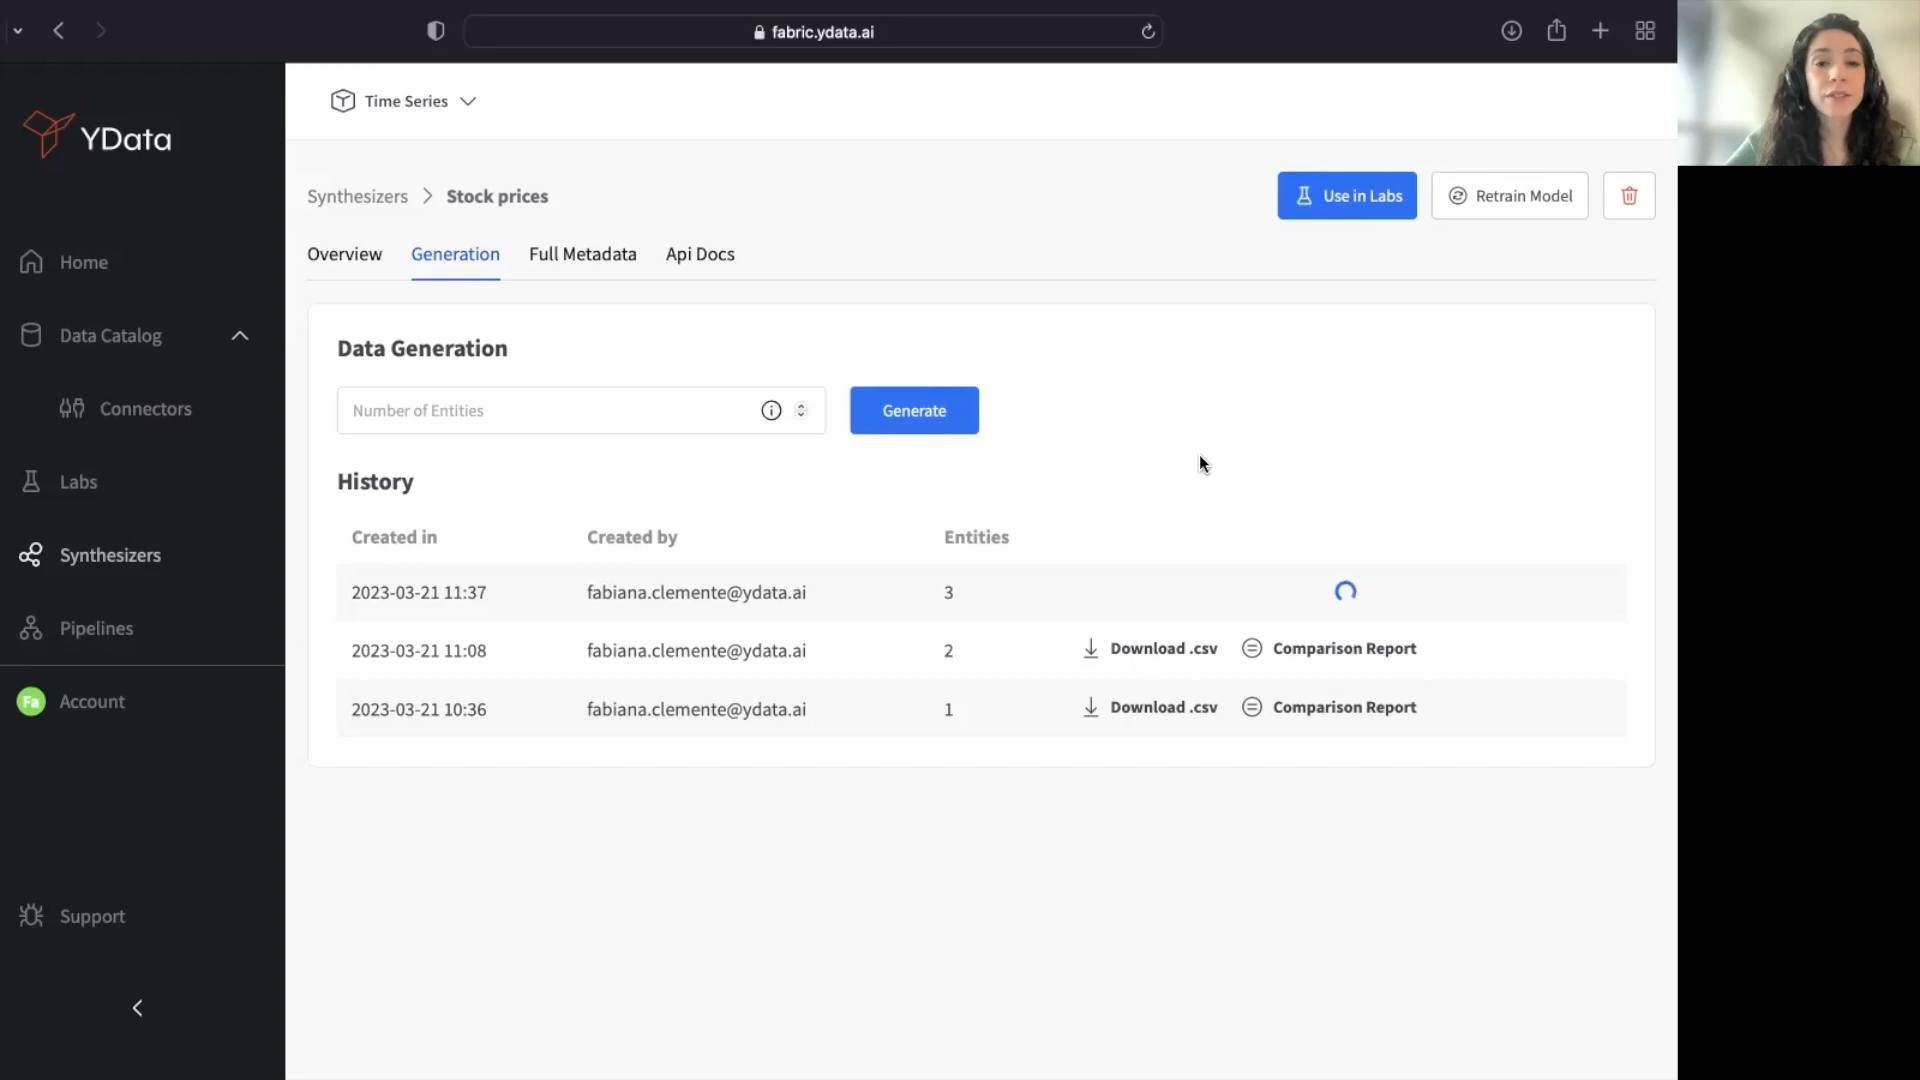 fabric.ydata.ai
YData
Time Series
Synthesizers > Stock prices
Use in Labs
Retrain Model
Overview Generation Full Metadata Api Docs
Home
Data Catalog
Connectors
Labs
Synthesizers
Pipelines
Fa Account
Support
Data Generation
Number of Entities
Generate
History
Created in Created by Entities
2023-03-21 11:37 fabiana.clemente@ydata.ai 3
2023-03-21 11:08 fabiana.clemente@ydata.ai 2 Download .csv Comparison Report
2023-03-21 10:36 fabiana.clemente@ydata.ai 1 Download .csv Comparison Report